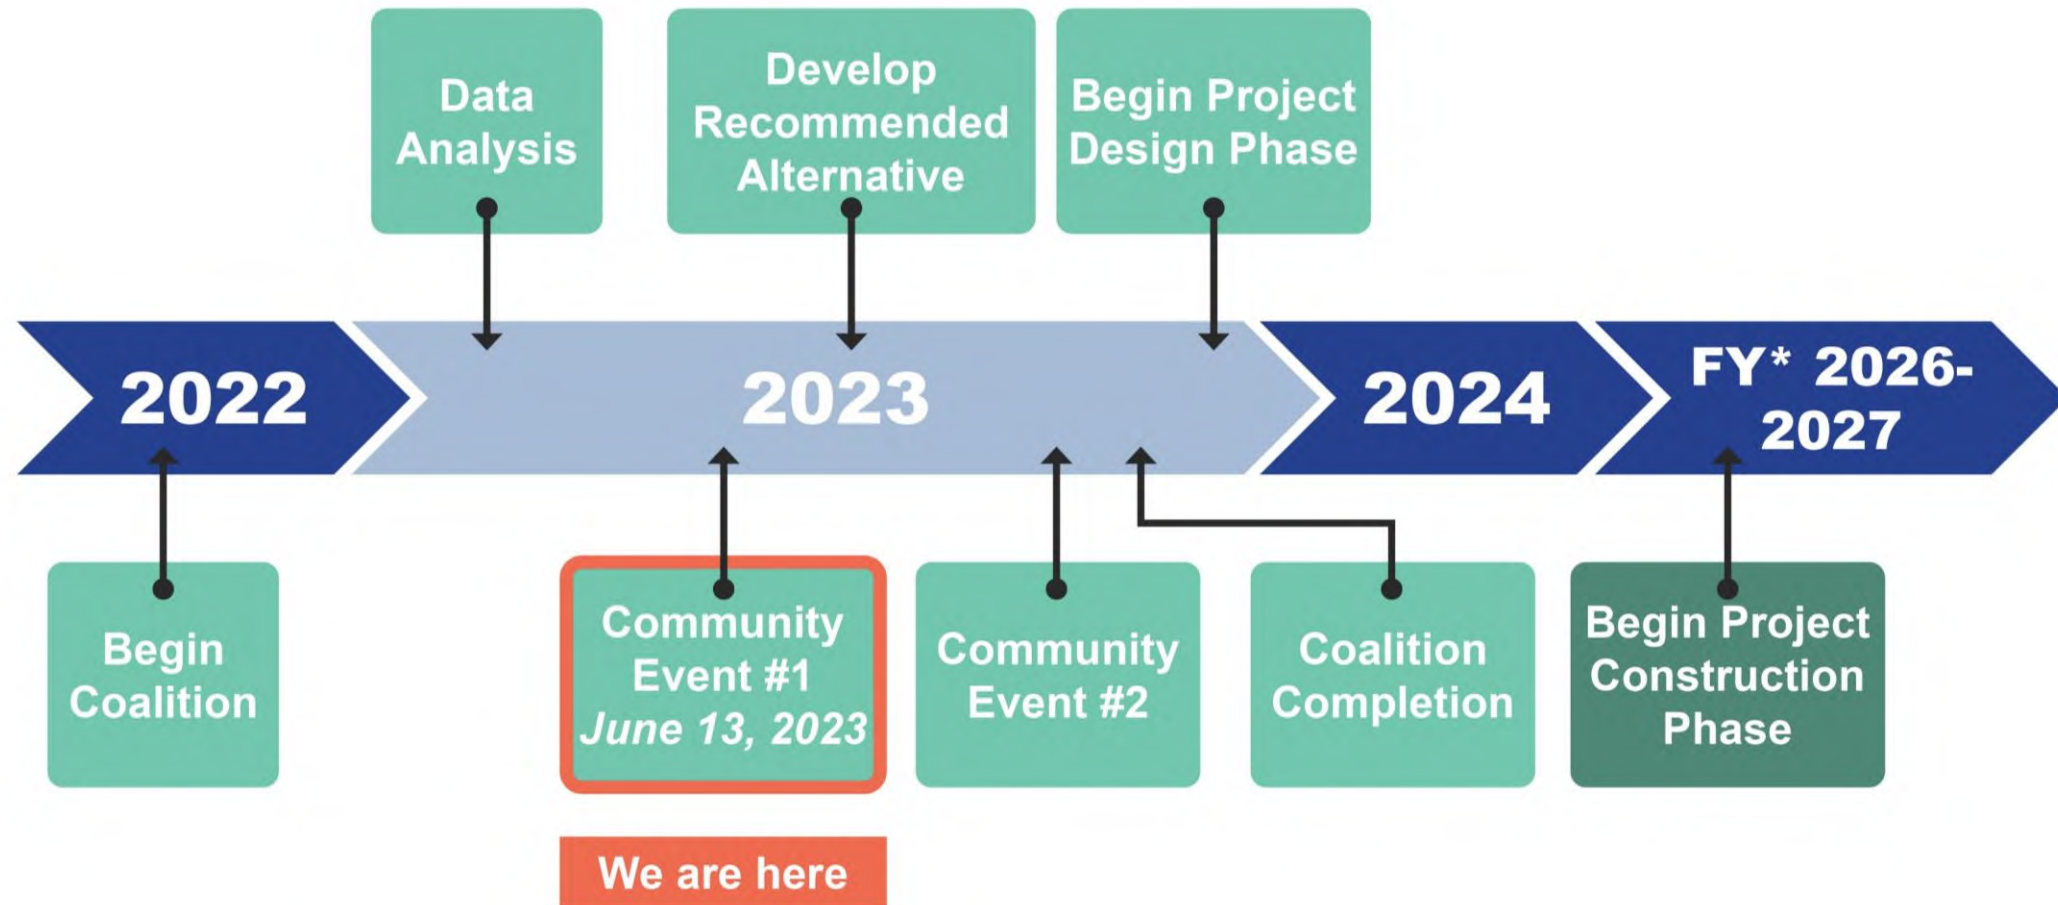 Data
Analysis
Develop
Recommended
Alternative
Begin Project
Design Phase
2022
2023
2024
FY* 2026-
2027
Begin
Coalition
Community
Event #1
June 13, 2023
Community
Event #2
Coalition
Completion
Begin Project
Construction
Phase
We are here